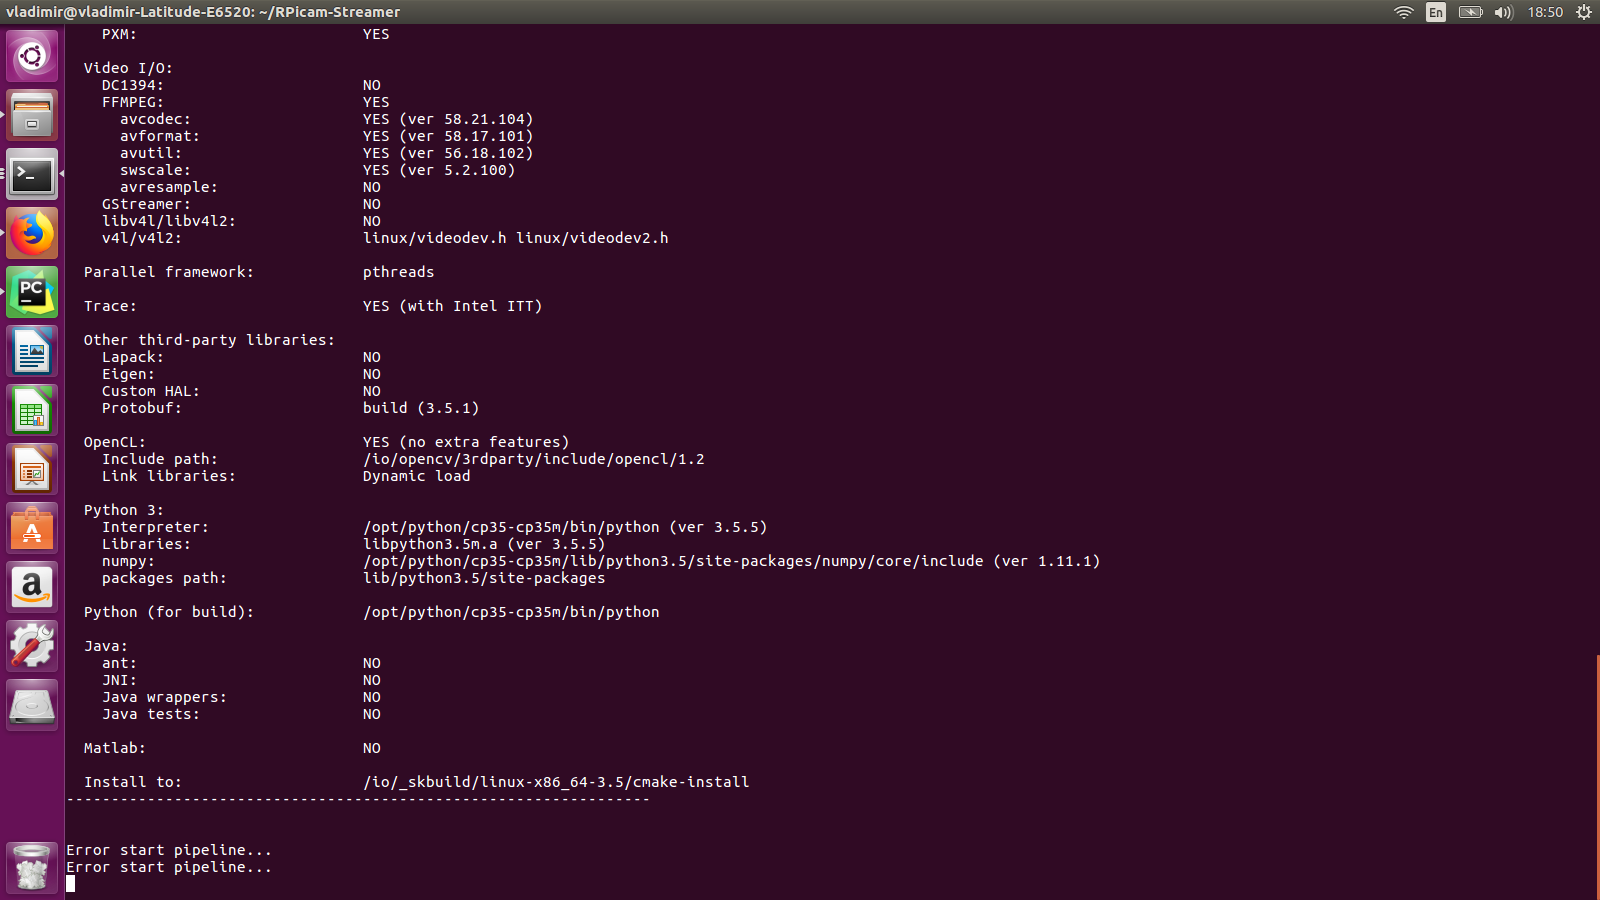 vladimir@vladimir-Latitude-E6520: ~/RPicam-Streamer
En
18:50
PXM: YES
Video I/O:
DC1394: NO
FFMPEG: YES
avcodec: YES (ver 58.21.104)
avformat: YES (ver 58.17.101)
avutil: YES (ver 56.18.102)
swscale: YES (ver 5.2.100)
avresample: NO
GStreamer: NO
libv4l/libv4l2: NO
v4l/v4l2: linux/videodev.h linux/videodev2.h
Parallel framework: pthreads
Trace: YES (with Intel ITT)
Other third-party libraries:
Lapack: NO
Eigen: NO
Custom HAL: NO
Protobuf: build (3.5.1)
OpenCL: YES (no extra features)
Include path: /io/opencv/3rdparty/include/opencl/1.2
Link libraries: Dynamic load
Python 3:
Interpreter: /opt/python/cp35-cp35m/bin/python (ver 3.5.5)
Libraries: libpython3.5m.a (ver 3.5.5)
numpy: /opt/python/cp35-cp35m/lib/python3.5/site-packages/numpy/core/include (ver 1.11.1)
packages path: lib/python3.5/site-packages
Python (for build): /opt/python/cp35-cp35m/bin/python
Java:
ant: NO
JNI: NO
Java wrappers: NO
Java tests: NO
Matlab: NO
Install to: /io/_skbuild/linux-x86_64-3.5/cmake-install
-----------------------------------------------------------------
Error start pipeline...
Error start pipeline...
>_
PC
A
a